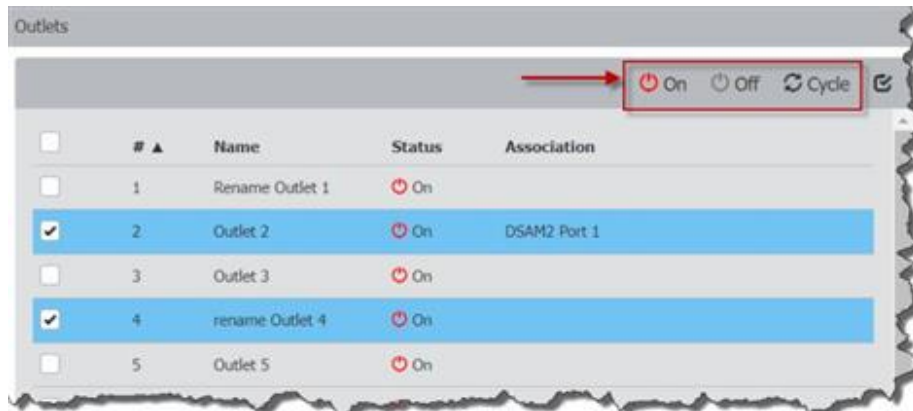 Outlets
On Off Cycle
# ▲ Name Status Association
1 Rename Outlet 1 On
2 Outlet 2 On DSAM2 Port 1
3 Outlet 3 On
4 rename Outlet 4 On
5 Outlet 5 On